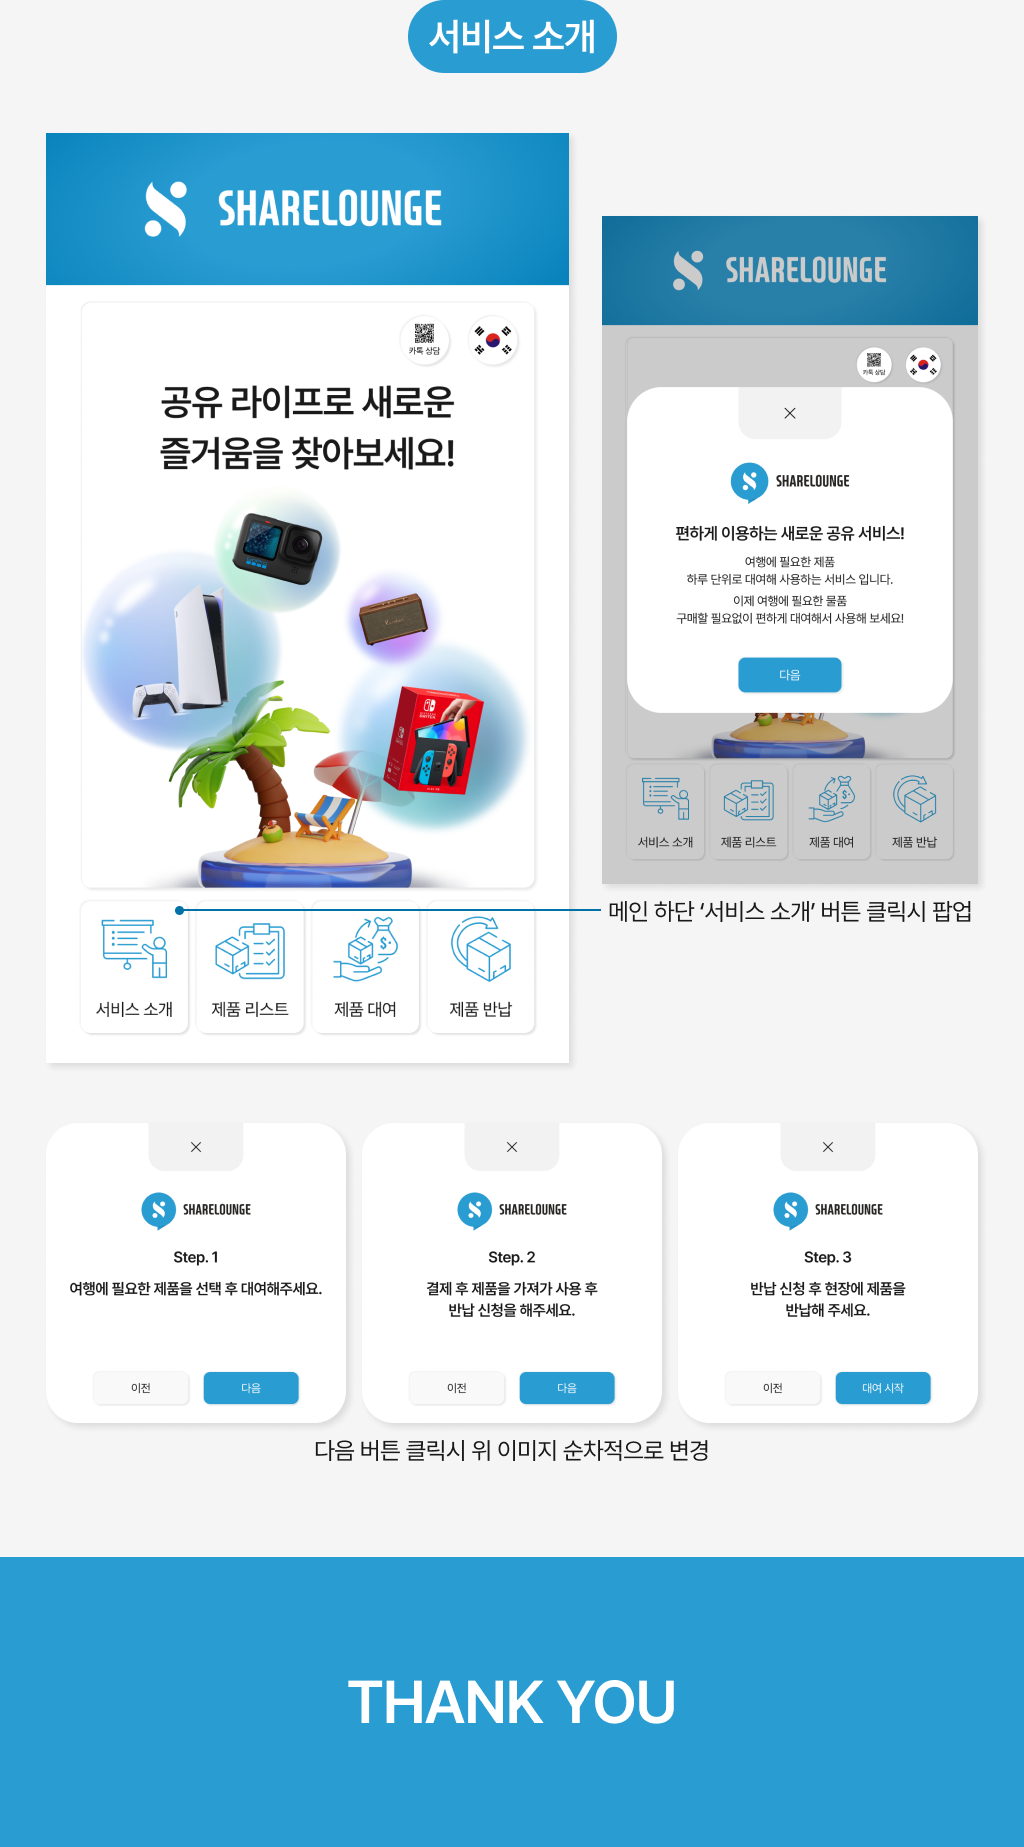 서비스 소개
SHARELOUNGE
카톡 상담
공유 라이프로 새로운
즐거움을 찾아보세요!
서비스 소개
제품 리스트
제품 대여
제품 반납
SHARELOUNGE
카톡 상담
SHARELOUNGE
편하게 이용하는 새로운 공유 서비스!
여행에 필요한 제품
하루 단위로 대여해 사용하는 서비스 입니다.
이제 여행에 필요한 물품
구매할 필요없이 편하게 대여해서 사용해 보세요!
다음
서비스 소개
제품 리스트
제품 대여
제품 반납
메인 하단 ‘서비스 소개’ 버튼 클릭시 팝업
SHARELOUNGE
Step. 1
여행에 필요한 제품을 선택 후 대여해주세요.
이전
다음
SHARELOUNGE
Step. 2
결제 후 제품을 가져가 사용 후
반납 신청을 해주세요.
이전
다음
SHARELOUNGE
Step. 3
반납 신청 후 현장에 제품을
반납해 주세요.
이전
대여 시작
다음 버튼 클릭시 위 이미지 순차적으로 변경
THANK YOU